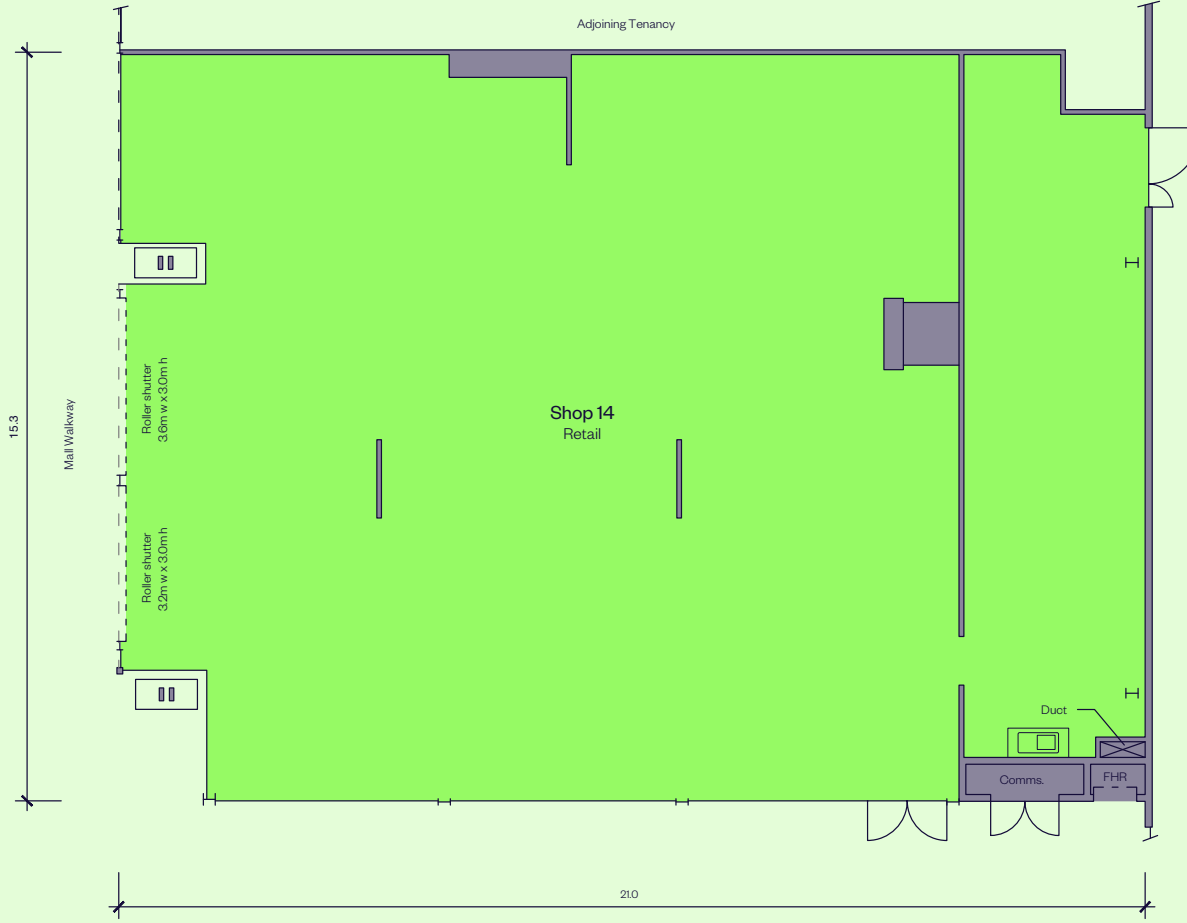 Adjoining Tenancy
15.3
Mall Walkway
Roller shutter
3.6m w x 3.0m h
Shop 14
Retail
Roller shutter
3.2m w x 3.0m h
Duct
Comms.
FHR
21.0